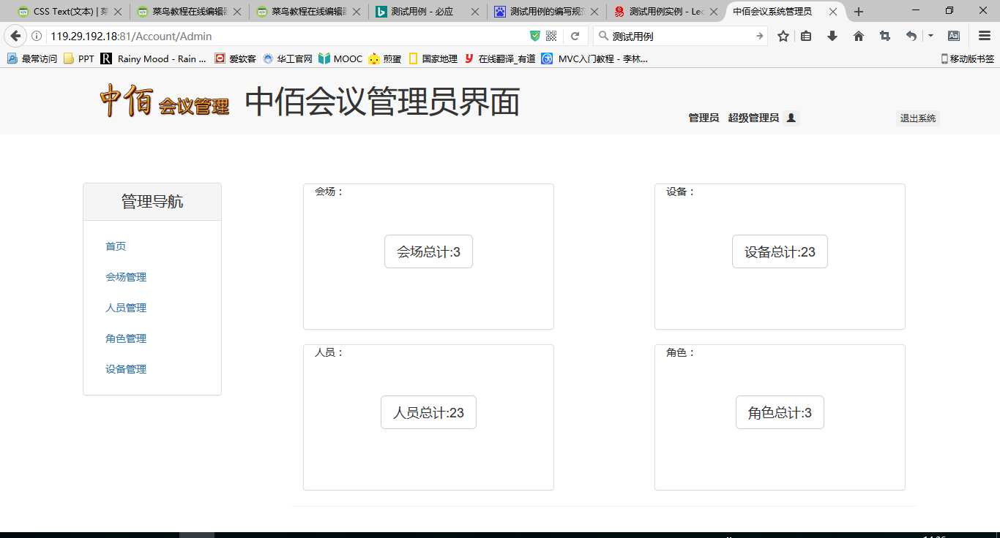 CSS Text(文本) | 菜
菜鸟教程在线编辑器
菜鸟教程在线编辑器
测试用例 - 必应
测试用例的编写规范
测试用例实例 - Lec
中佰会议系统管理员
119.29.192.18:81/Account/Admin
测试用例
最常访问
PPT
Rainy Mood - Rain ...
爱软客
华工官网
MOOC
煎蛋
国家地理
在线翻译_有道
MVC入门教程 - 李林...
移动版书签
中佰 会议管理
中佰会议管理员界面
管理员 超级管理员
退出系统
管理导航
首页
会场管理
人员管理
角色管理
设备管理
会场：
会场总计:3
设备：
设备总计:23
人员：
人员总计:23
角色：
角色总计:3